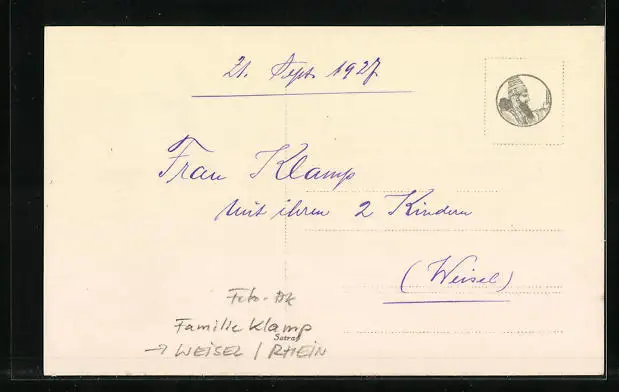 21. Sept. 1927
Frau Klamp
mit ihren 2 Kindern
(Weisel)
Foto-AK
Familie Klamp
Satrap
→ WEISEL / RHEIN